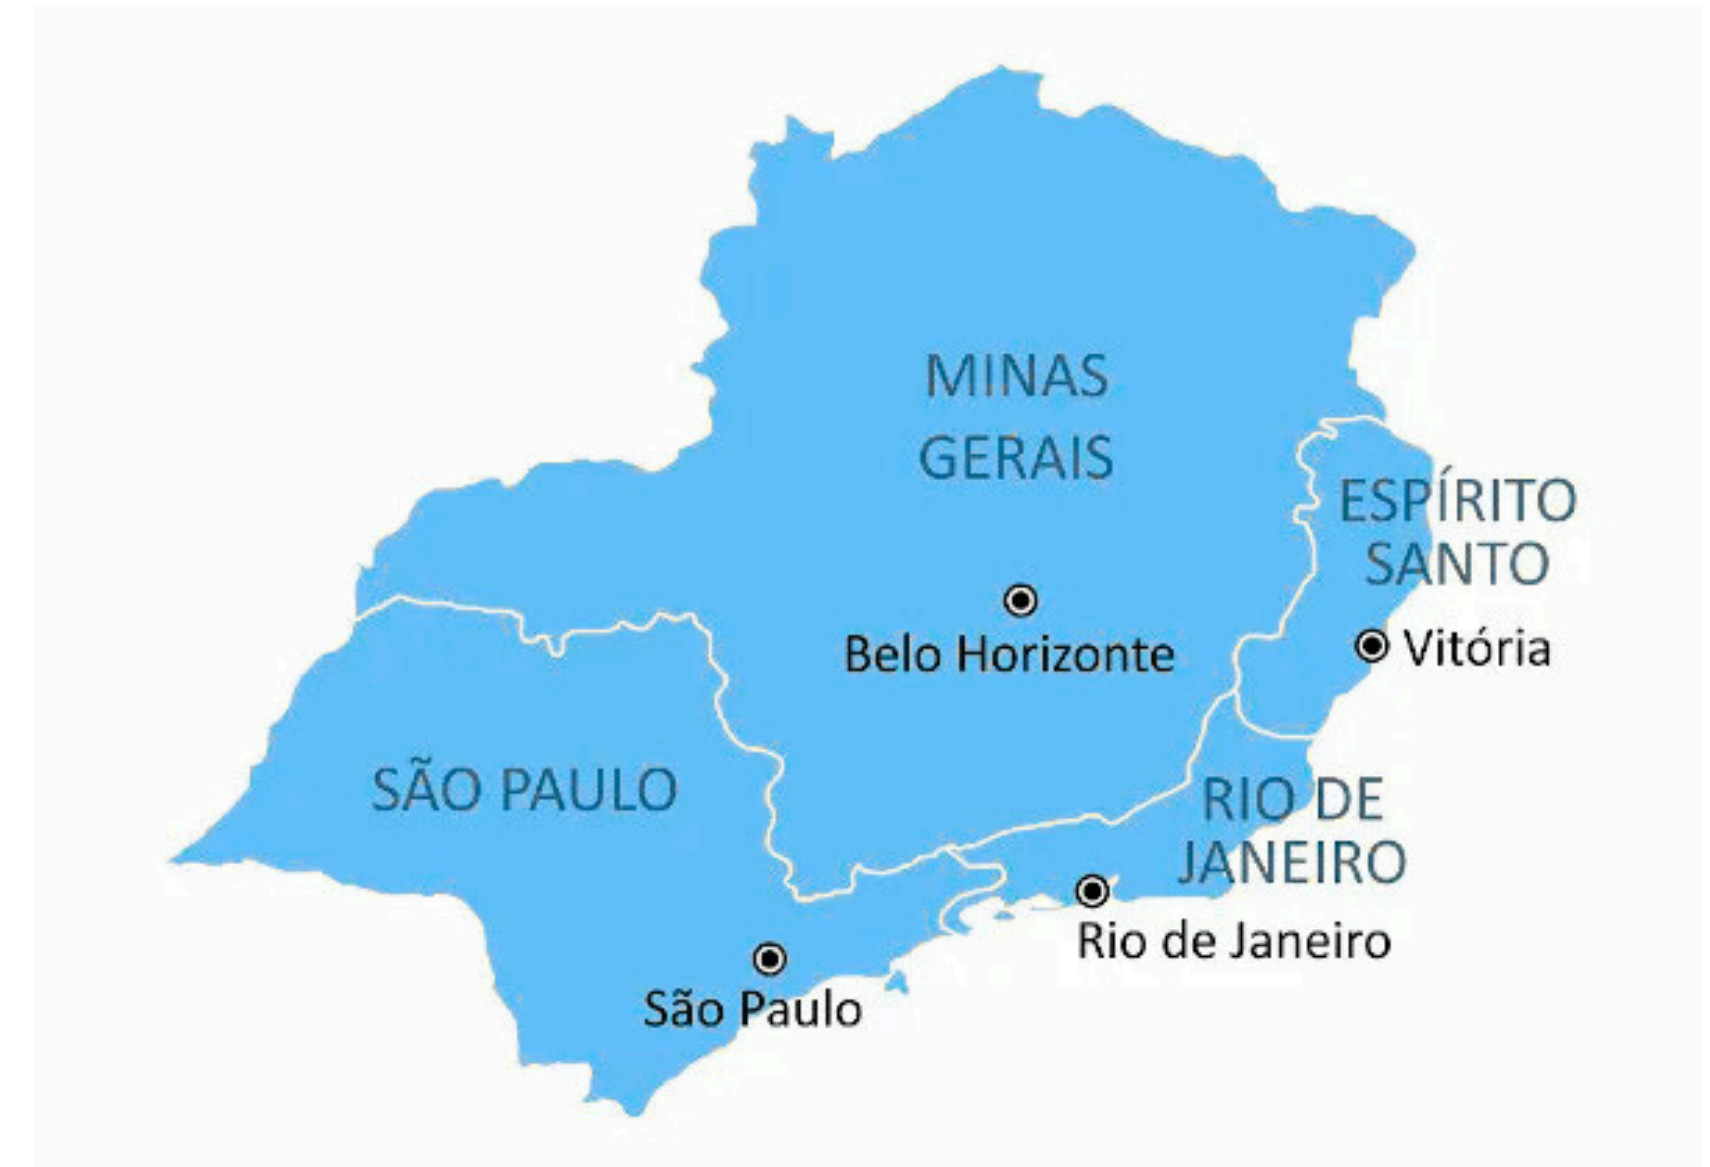 MINAS
GERAIS
ESPÍRITO
SANTO
Belo Horizonte
Vitória
SÃO PAULO
RIO DE
JANEIRO
Rio de Janeiro
São Paulo